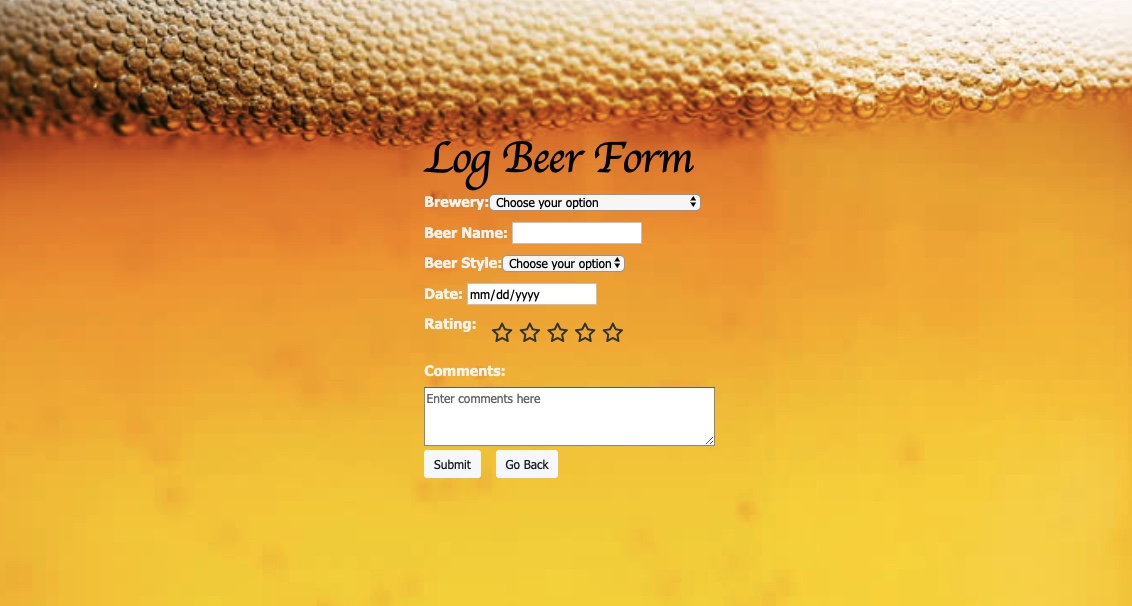 Log Beer Form
Brewery: Choose your option
Beer Name:
Beer Style: Choose your option
Date: mm/dd/yyyy
Rating:
Comments:
Enter comments here
Submit Go Back